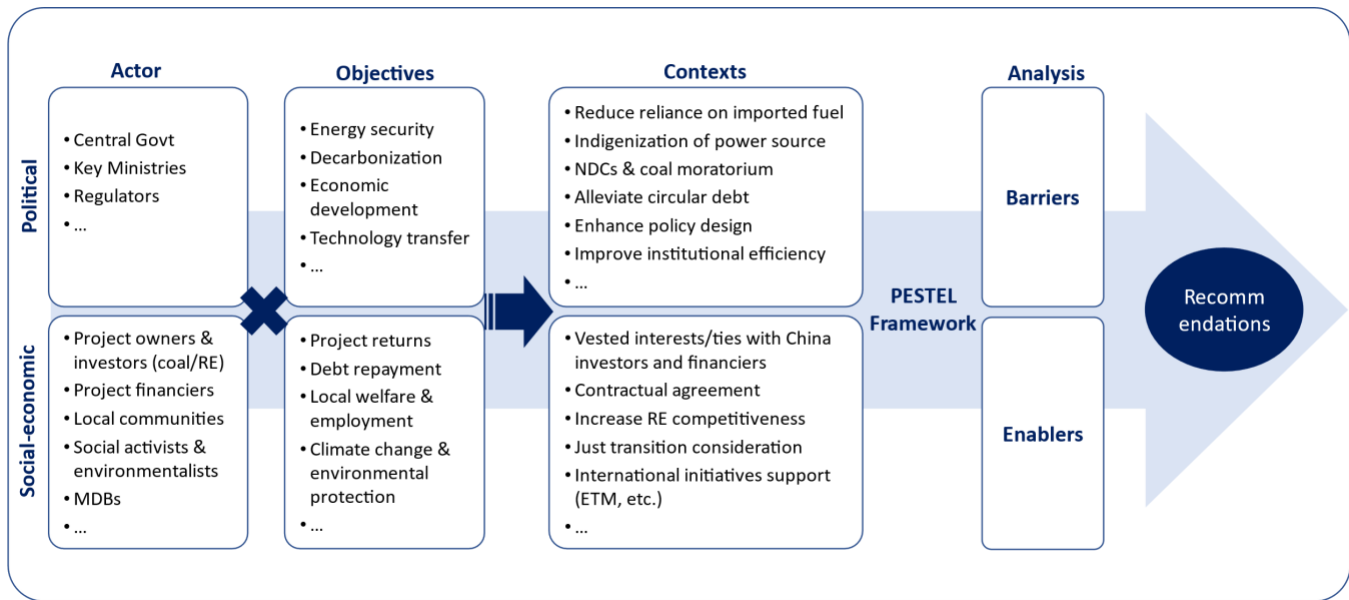 Actor
Objectives
Contexts
Analysis
Political
• Central Govt
• Key Ministries
• Regulators
• ...
• Energy security
• Decarbonization
• Economic
development
• Technology transfer
• ...
• Reduce reliance on imported fuel
• Indigenization of power source
• NDCs & coal moratorium
• Alleviate circular debt
• Enhance policy design
• Improve institutional efficiency
• ...
Barriers
PESTEL
Framework
Recomm
endations
Social-economic
• Project owners &
investors (coal/RE)
• Project financiers
• Local communities
• Social activists &
environmentalists
• MDBs
• ...
• Project returns
• Debt repayment
• Local welfare &
employment
• Climate change &
environmental
protection
• ...
• Vested interests/ties with China
investors and financiers
• Contractual agreement
• Increase RE competitiveness
• Just transition consideration
• International initiatives support
(ETM, etc.)
• ...
Enablers